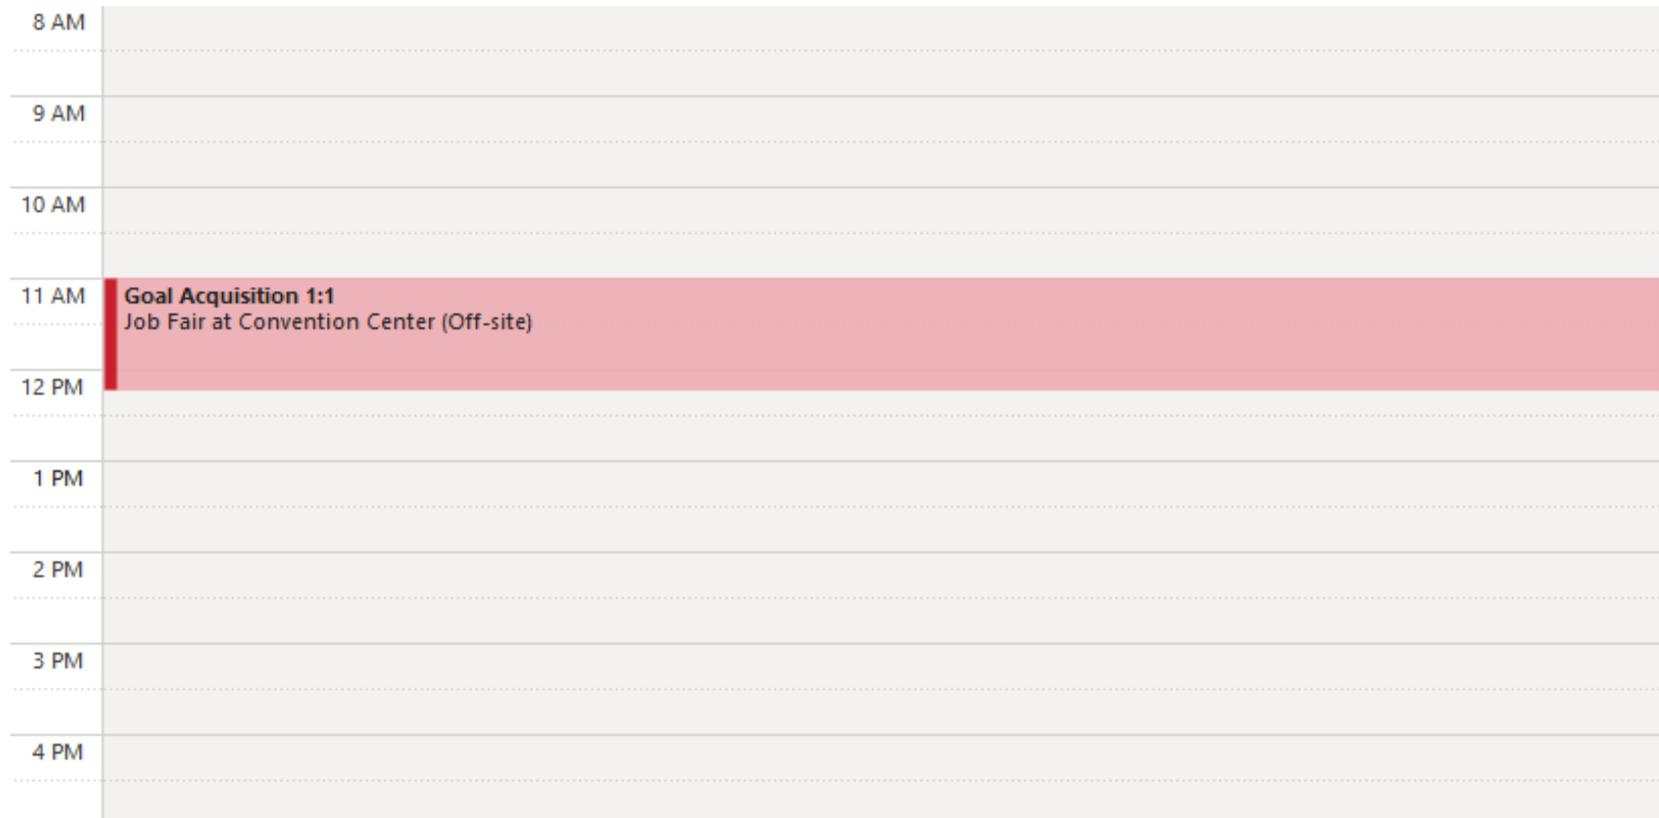 8 AM
9 AM
10 AM
11 AM
Goal Acquisition 1:1
Job Fair at Convention Center (Off-site)
12 PM
1 PM
2 PM
3 PM
4 PM